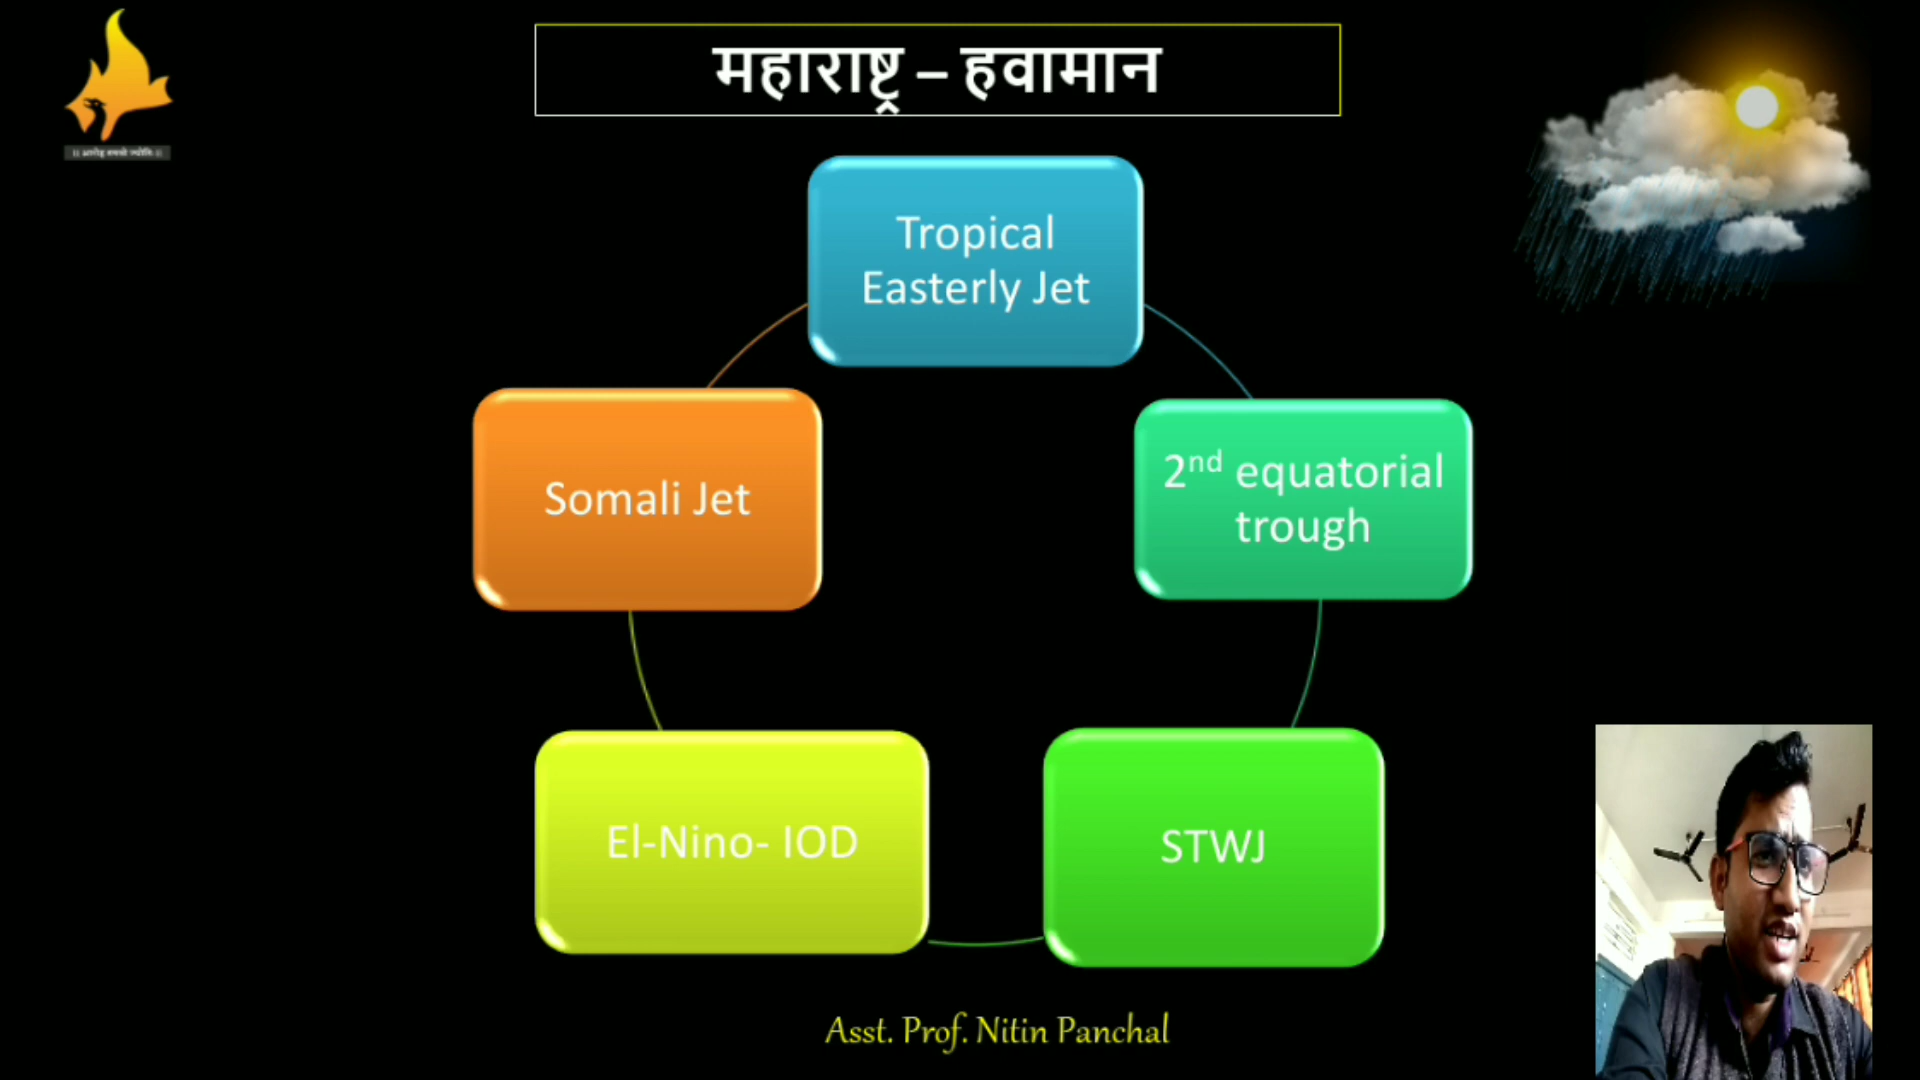 महाराष्ट्र – हवामान
Tropical
Easterly Jet
Somali Jet
2nd equatorial
trough
El-Nino- IOD
STWJ
Asst. Prof. Nitin Panchal